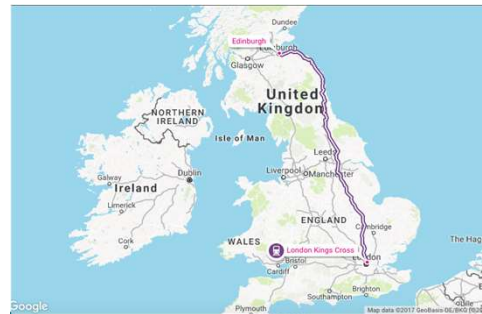 Dundee
Edinburgh
Edinburgh
Glasgow
United
Kingdom
NORTHERN
IRELAND
Isle of Man
Leeds
Liverpool
Manchester
Galway
Dublin
Ireland
Limerick
Cork
ENGLAND
WALES
Cambridge
London Kings Cross
London
Bristol
Cardiff
Southampton
Brighton
Plymouth
The Hag
Google
Map data ©2017 GeoBasis-DE/BKG